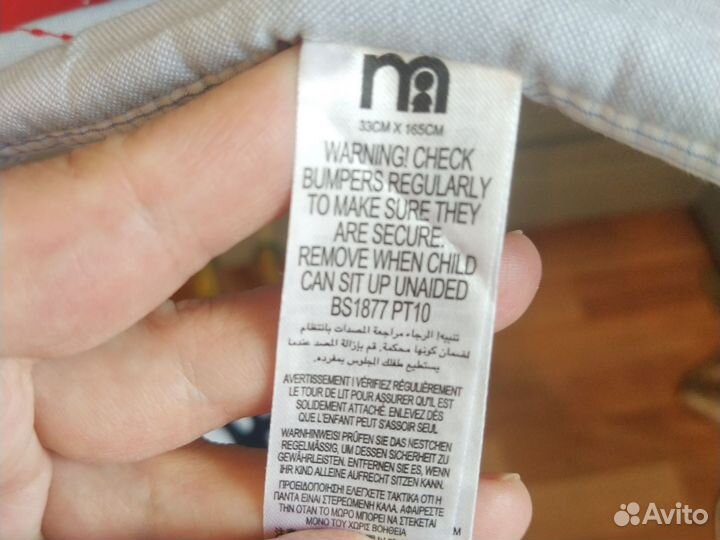 33CM X 165CM
WARNING! CHECK
BUMPERS REGULARLY
TO MAKE SURE THEY
ARE SECURE.
REMOVE WHEN CHILD
CAN SIT UP UNAIDED
BS1877 PT10
تنبيه! الرجاء مراجعة المصدات بانتظام
لضمان كونها محكمة. قم بإزالة المصد عندما
يستطيع طفلك الجلوس بمفرده.
AVERTISSEMENT ! VÉRIFIEZ RÉGULIÈREMENT
LE TOUR DE LIT POUR ASSURER QU'IL EST
SOLIDEMENT ATTACHÉ. ENLEVEZ DÈS
QUE L'ENFANT PEUT S'ASSOIR SEUL
WARNHINWEIS! PRÜFEN SIE DAS NESTCHEN
REGELMÄSSIG, UM DESSEN SICHERHEIT ZU
GEWÄHRLEISTEN. ENTFERNEN SIE ES, WENN
IHR KIND ALLEINE AUFRECHT SITZEN KANN.
ΠΡΟΕΙΔΟΠΟΙΗΣΗ! ΕΛΕΓΧΕΤΕ ΤΑΚΤΙΚΑ ΟΤΙ Η
ΠΑΝΤΑ ΕΙΝΑΙ ΣΤΕΡΕΩΜΕΝΗ ΚΑΛΑ. ΑΦΑΙΡΕΣΤΕ
ΤΗΝ ΟΤΑΝ ΤΟ ΜΩΡΟ ΜΠΟΡΕΙ ΝΑ ΣΤΕΚΕΤΑΙ
ΜΟΝΟ ΤΟΥ ΧΩΡΙΣ ΒΟΗΘΕΙΑ
M
Avito